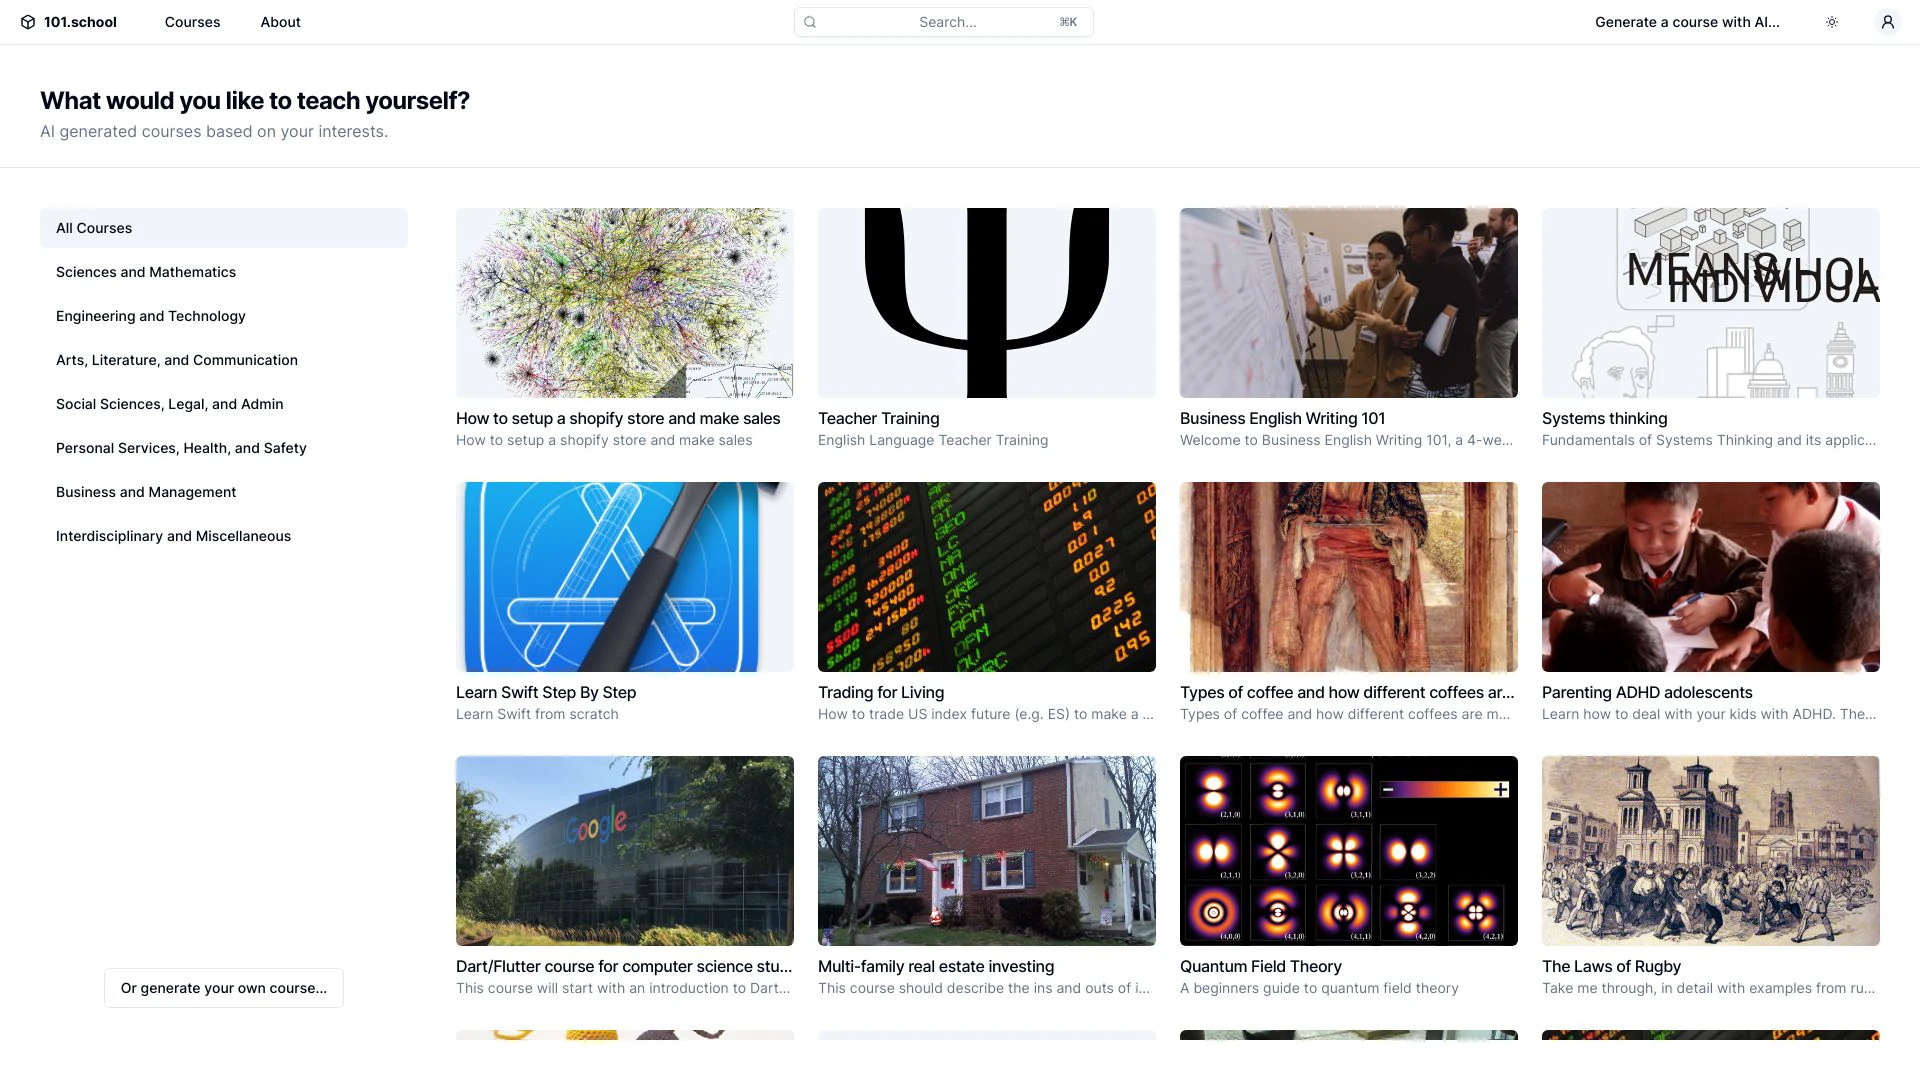 101.school
Courses
About
Search...
⌘K
Generate a course with AI...
What would you like to teach yourself?
AI generated courses based on your interests.
All Courses
Sciences and Mathematics
Engineering and Technology
Arts, Literature, and Communication
Social Sciences, Legal, and Admin
Personal Services, Health, and Safety
Business and Management
Interdisciplinary and Miscellaneous
Or generate your own course...
How to setup a shopify store and make sales
How to setup a shopify store and make sales
Ψ
Teacher Training
English Language Teacher Training
Business English Writing 101
Welcome to Business English Writing 101, a 4-we...
MEANS
WHOL
INDIVIDUA
Systems thinking
Fundamentals of Systems Thinking and its applic...
Learn Swift Step By Step
Learn Swift from scratch
Trading for Living
How to trade US index future (e.g. ES) to make a ...
Types of coffee and how different coffees ar...
Types of coffee and how different coffees are m...
Parenting ADHD adolescents
Learn how to deal with your kids with ADHD. The...
Google
Dart/Flutter course for computer science stu...
This course will start with an introduction to Dart...
Multi-family real estate investing
This course should describe the ins and outs of i...
- +
(2,1,0) (3,1,0) (3,1,1)
(2,1,1) (3,2,0) (3,2,1) (3,2,2)
(4,0,0) (4,1,0) (4,1,1) (4,2,0) (4,2,1)
Quantum Field Theory
A beginners guide to quantum field theory
The Laws of Rugby
Take me through, in detail with examples from ru...